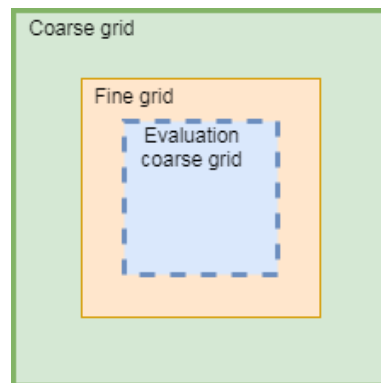 Coarse grid
Fine grid
Evaluation
coarse grid